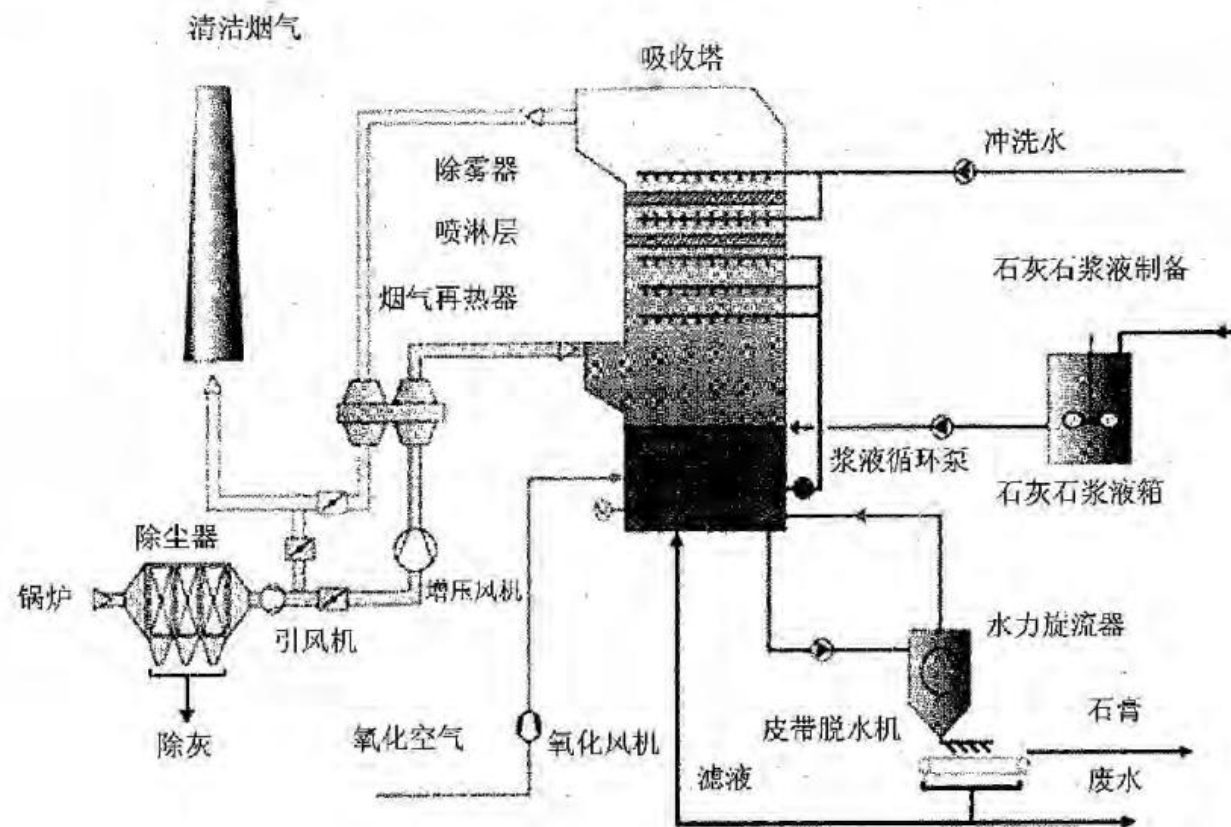 清洁烟气
吸收塔
除雾器
冲洗水
喷淋层
石灰石浆液制备
烟气再热器
浆液循环泵
石灰石浆液箱
除尘器
锅炉
增压风机
引风机
水力旋流器
除灰
氧化空气
氧化风机
皮带脱水机
石膏
滤液
废水